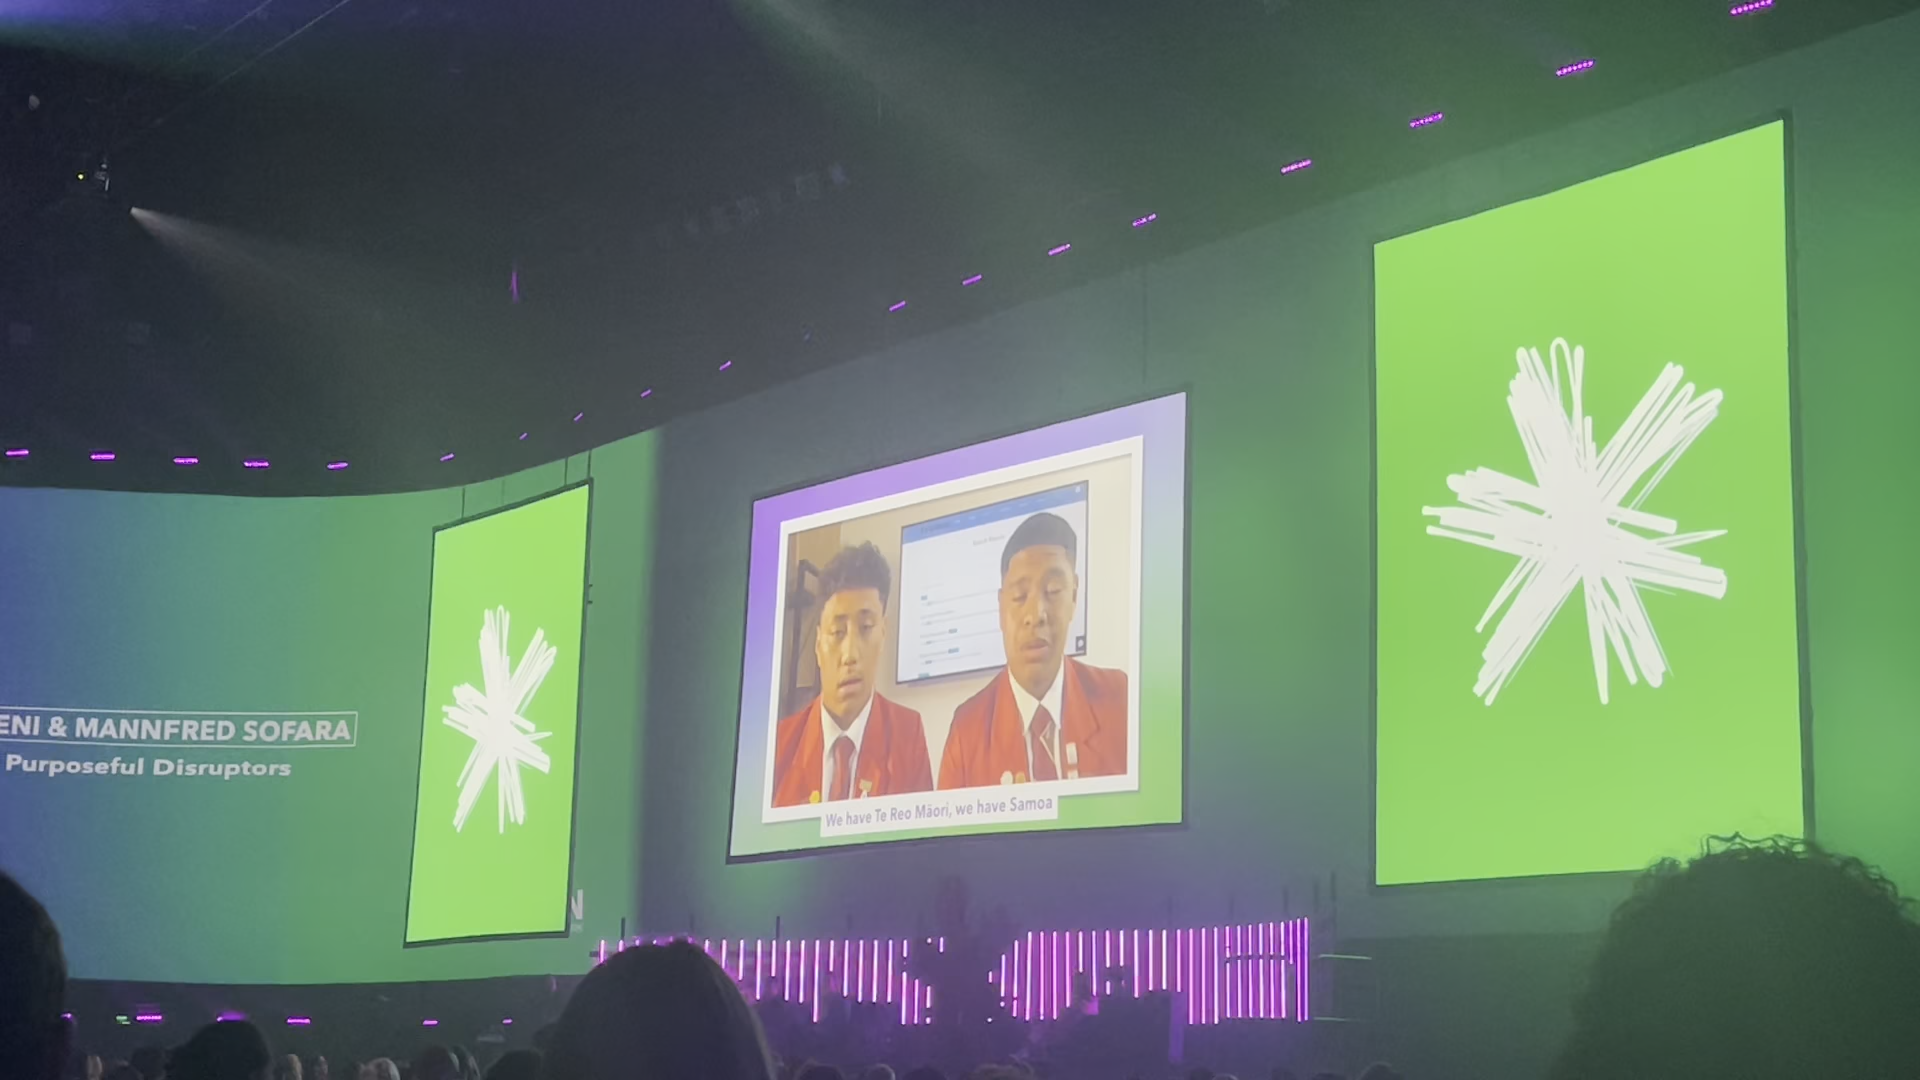 ENI & MANNFRED SOFARA
Purposeful Disruptors
We have Te Reo Māori, we have Samoa
N